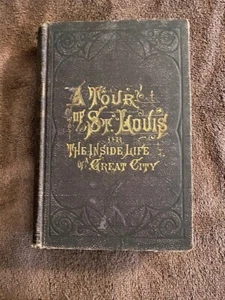 A TOUR
OF ST. LOUIS
OR
THE INSIDE LIFE
OF A GREAT CITY